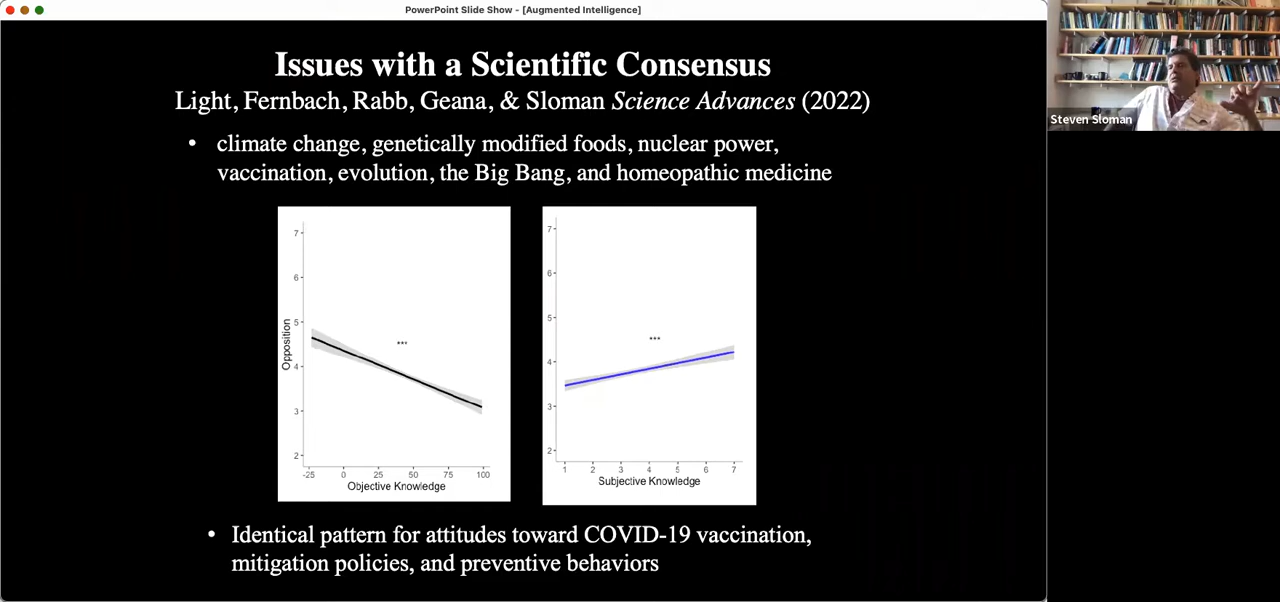 PowerPoint Slide Show - [Augmented Intelligence]
Issues with a Scientific Consensus
Light, Fernbach, Rabb, Geana, & Sloman Science Advances (2022)
• climate change, genetically modified foods, nuclear power,
vaccination, evolution, the Big Bang, and homeopathic medicine
7
6
5
4
3
2
Opposition
***
-25 0 25 50 75 100
Objective Knowledge
7
6
5
4
3
2
***
1 2 3 4 5 6 7
Subjective Knowledge
• Identical pattern for attitudes toward COVID-19 vaccination,
mitigation policies, and preventive behaviors
Steven Sloman